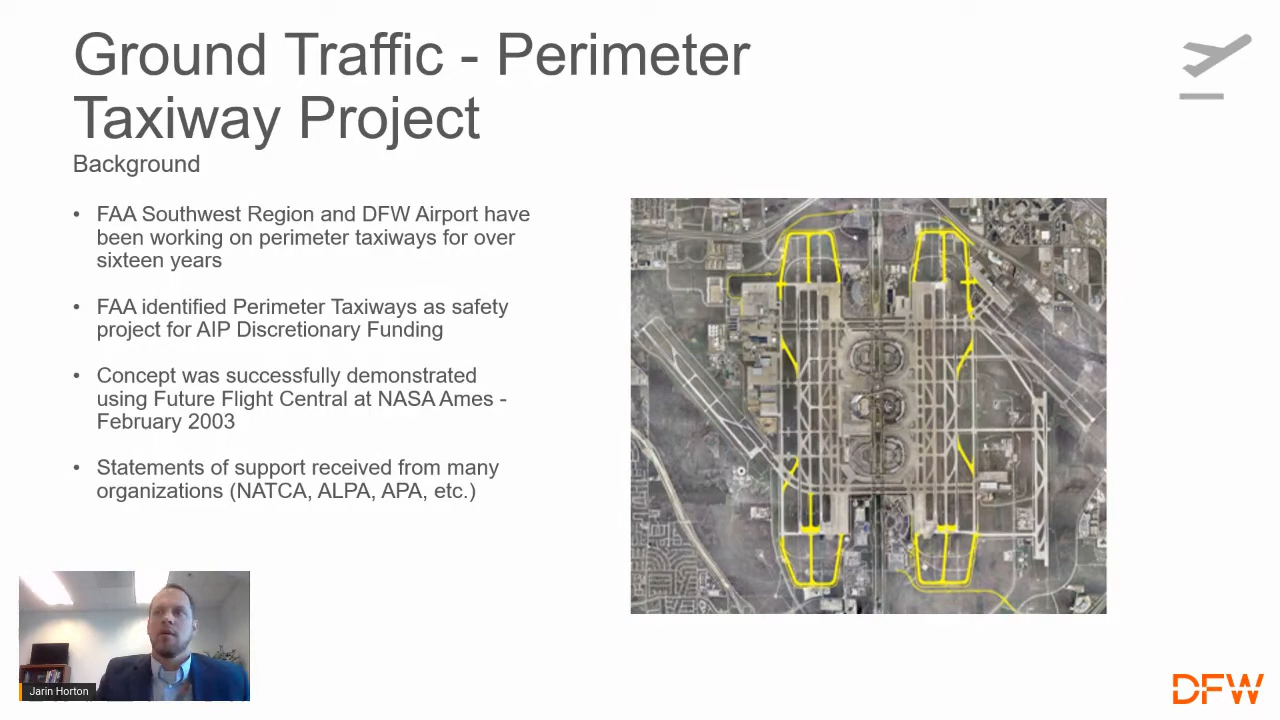 Ground Traffic - Perimeter
Taxiway Project
Background
• FAA Southwest Region and DFW Airport have
been working on perimeter taxiways for over
sixteen years
• FAA identified Perimeter Taxiways as safety
project for AIP Discretionary Funding
• Concept was successfully demonstrated
using Future Flight Central at NASA Ames -
February 2003
• Statements of support received from many
organizations (NATCA, ALPA, APA, etc.)
Jarin Horton
DFW